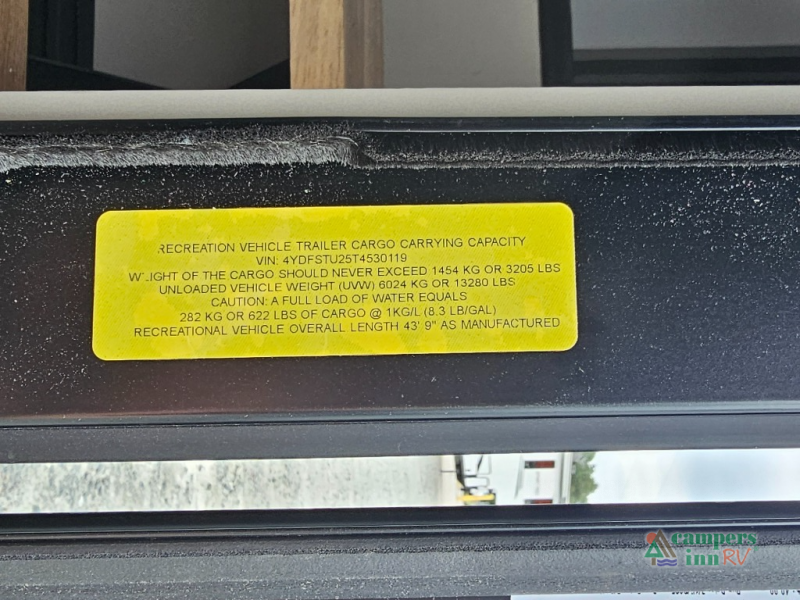 RECREATION VEHICLE TRAILER CARGO CARRYING CAPACITY
VIN: 4YDFSTU25T4530119
OF THE CARGO SHOULD NEVER EXCEED 1454 KG OR 3205 LBS
UNLOADED VEHICLE WEIGHT (UVW) 6024 KG OR 13280 LBS
CAUTION: A FULL LOAD OF WATER EQUALS
282 KG OR 622 LBS OF CARGO @ 1KG/L (8.3 LB/GAL)
RECREATIONAL VEHICLE OVERALL LENGTH 43' 9" AS MANUFACTURED
campers
inn RV